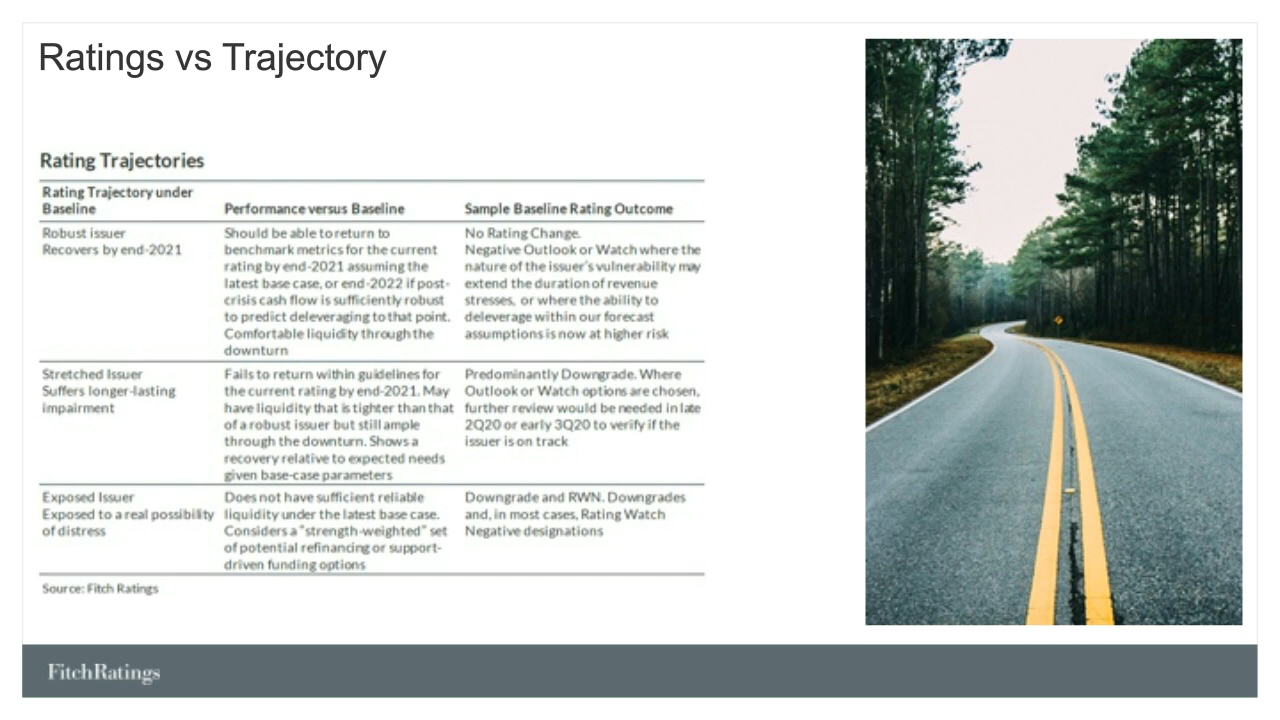 Ratings vs Trajectory
Rating Trajectories
Rating Trajectory under
Baseline
Performance versus Baseline
Sample Baseline Rating Outcome
Robust issuer
Recovers by end-2021
Should be able to return to
benchmark metrics for the current
rating by end-2021 assuming the
latest base case, or end-2022 if post-
crisis cash flow is sufficiently robust
to predict deleveraging to that point.
Comfortable liquidity through the
downturn
No Rating Change.
Negative Outlook or Watch where the
nature of the issuer's vulnerability may
extend the duration of revenue
stresses, or where the ability to
deleverage within our forecast
assumptions is now at higher risk
Stretched Issuer
Suffers longer-lasting
impairment
Fails to return within guidelines for
the current rating by end-2021. May
have liquidity that is tighter than that
of a robust issuer but still ample
through the downturn. Shows a
recovery relative to expected needs
given base-case parameters
Predominantly Downgrade. Where
Outlook or Watch options are chosen,
further review would be needed in late
2Q20 or early 3Q20 to verify if the
issuer is on track
Exposed Issuer
Exposed to a real possibility
of distress
Does not have sufficient reliable
liquidity under the latest base case.
Considers a "strength-weighted" set
of potential refinancing or support-
driven funding options
Downgrade and RWN. Downgrades
and, in most cases, Rating Watch
Negative designations
Source: Fitch Ratings
FitchRatings